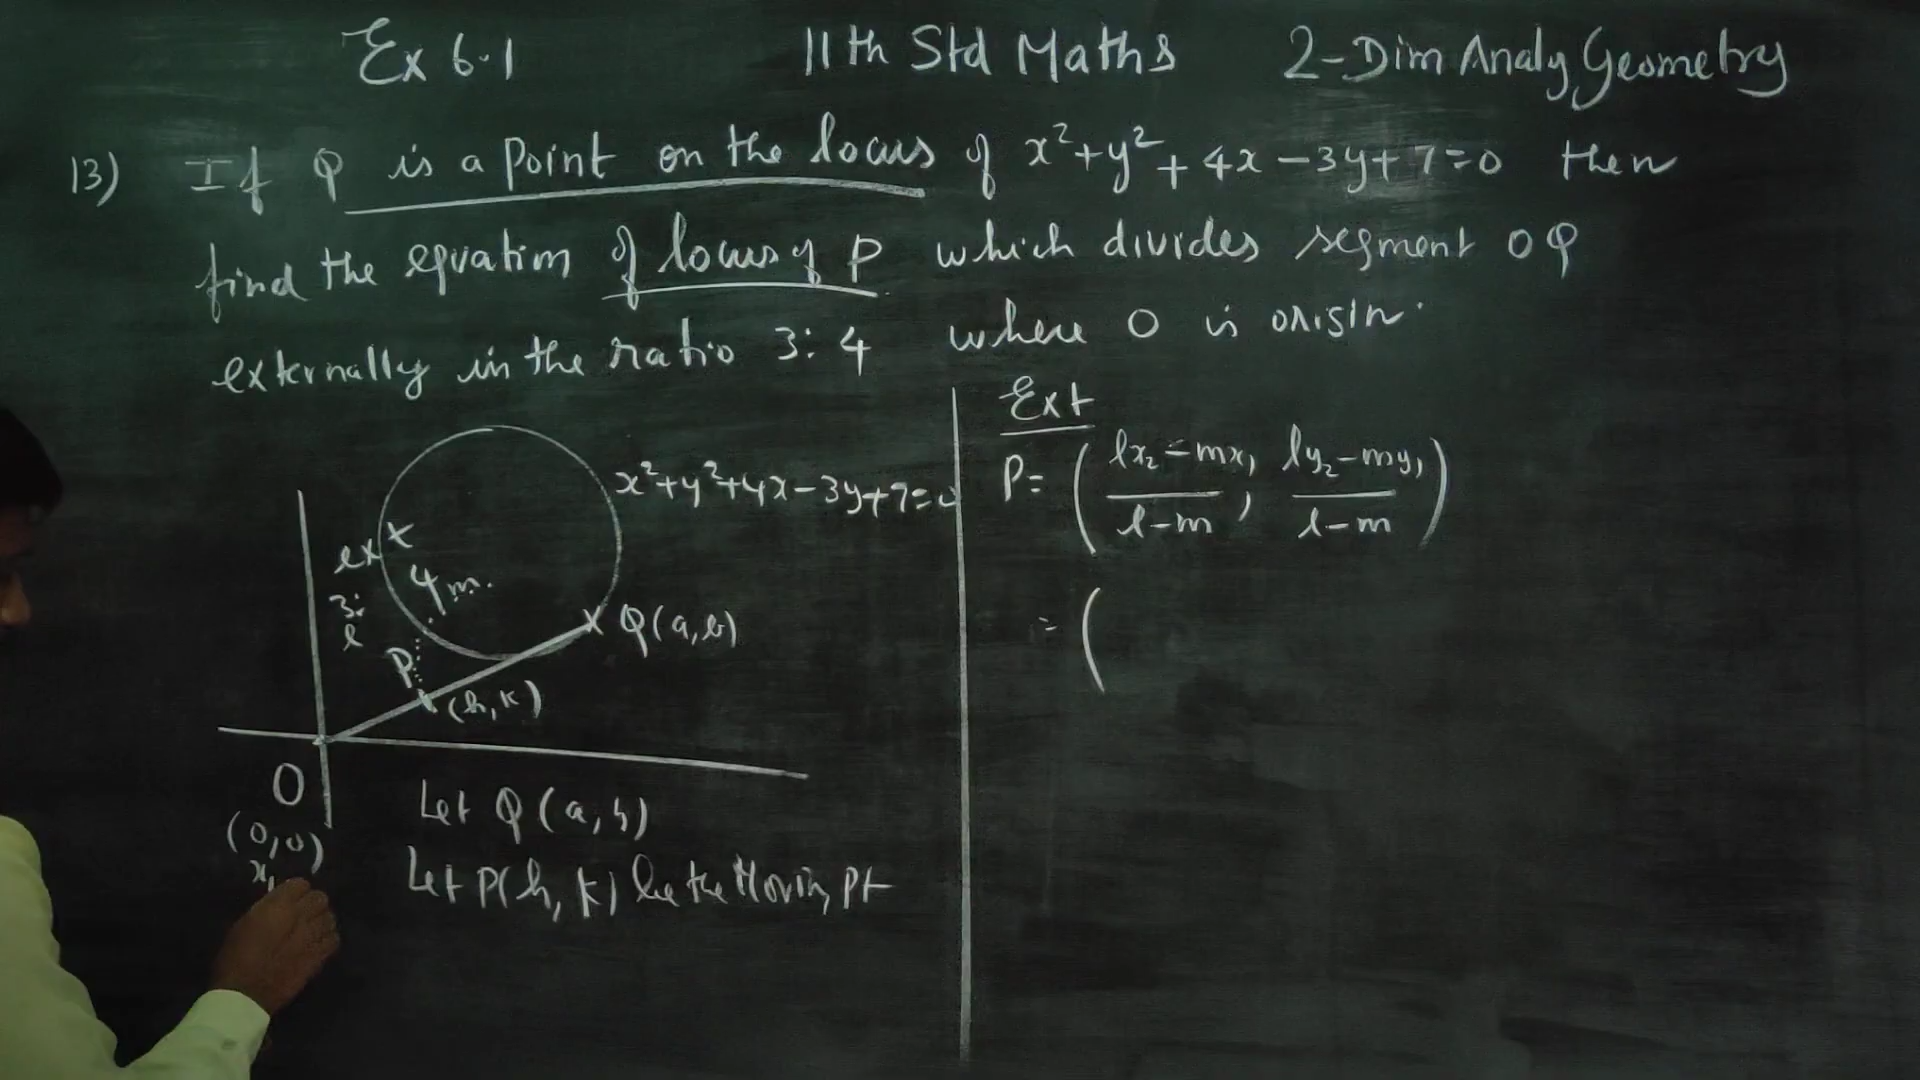 Ex 6.1 11th Std Maths 2-Dim Analy Geometry
13) If Q is a point on the locus of x²+y²+4x-3y+7=0 then
find the equation of locus of P which divides segment OQ
externally in the ratio 3:4 where O is origin.
Ext
x²+y²+4x-3y+7=0
P= (lx₂-mx₁/l-m, ly₂-my₁/l-m)
ex
4 m.
3:
l
= (
Q(a,b)
P
(h,k)
O
(0,0)
x₁
Let Q(a,b)
Let P(h,k) be the Moving pt